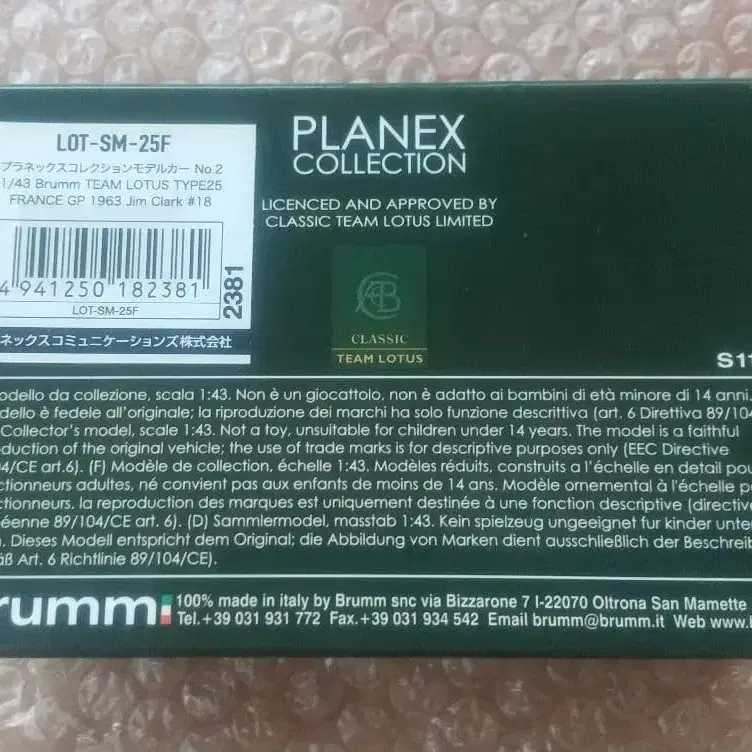 LOT-SM-25F
プラネックスコレクションモデルカー No.2
1/43 Brumm TEAM LOTUS TYPE25
FRANCE GP 1963 Jim Clark #18
4 941250 182381
2381
LOT-SM-25F
ネックスコミュニケーションズ株式会社
PLANEX
COLLECTION
LICENCED AND APPROVED BY
CLASSIC TEAM LOTUS LIMITED
CLASSIC
TEAM LOTUS
S11
odello da collezione, scala 1:43. Non è un giocattolo, non è adatto ai bambini di età minore di 14 anni.
dello è fedele all'originale; la riproduzione dei marchi ha solo funzione descrittiva (art. 6 Direttiva 89/104
Collector's model, scale 1:43. Not a toy, unsuitable for children under 14 years. The model is a faithful
duction of the original vehicle; the use of trade marks is for descriptive purposes only (EEC Directive
04/CE art.6). (F) Modèle de collection, échelle 1:43. Modèles réduits, construits a l'échelle en detail pou
ctionneurs adultes, né convient pas aux enfants de moins de 14 ans. Modèle ornemental à l'échelle p
ctionneurs. la reproduction des marques est uniquement destinée à une fonction descriptive (directive
éenne 89/104/CE art. 6). (D) Sammlermodel, masstab 1:43. Kein spielzeug ungeeignet fur kinder unte
. Dieses Modell entspricht dem Original; die Abbildung von Marken dient ausschließlich der Beschreib
äß Art. 6 Richtlinie 89/104/CE).
rumm
100% made in italy by Brumm snc via Bizzarone 7 I-22070 Oltrona San Mamette
Tel.+39 031 931 772 Fax.+39 031 934 542 Email brumm@brumm.it Web www.b